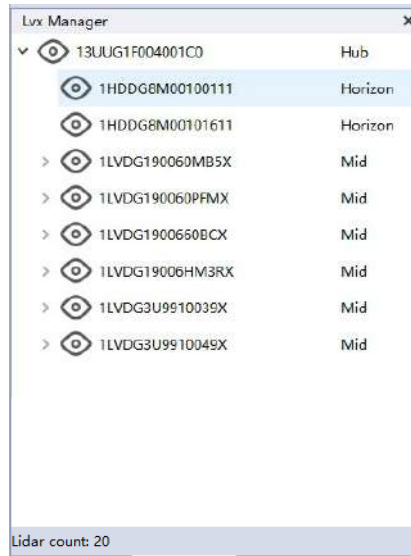 Lvx Manager
13UUG1F004001C0 Hub
1HDDG8M00100111 Horizon
1HDDG8M00101611 Horizon
1LVDG190060MB5X Mid
1LVDG190060PFMX Mid
1LVDG1900660BCX Mid
1LVDG19006HM3RX Mid
1LVDG3U9910039X Mid
1LVDG3U9910049X Mid
Lidar count: 20